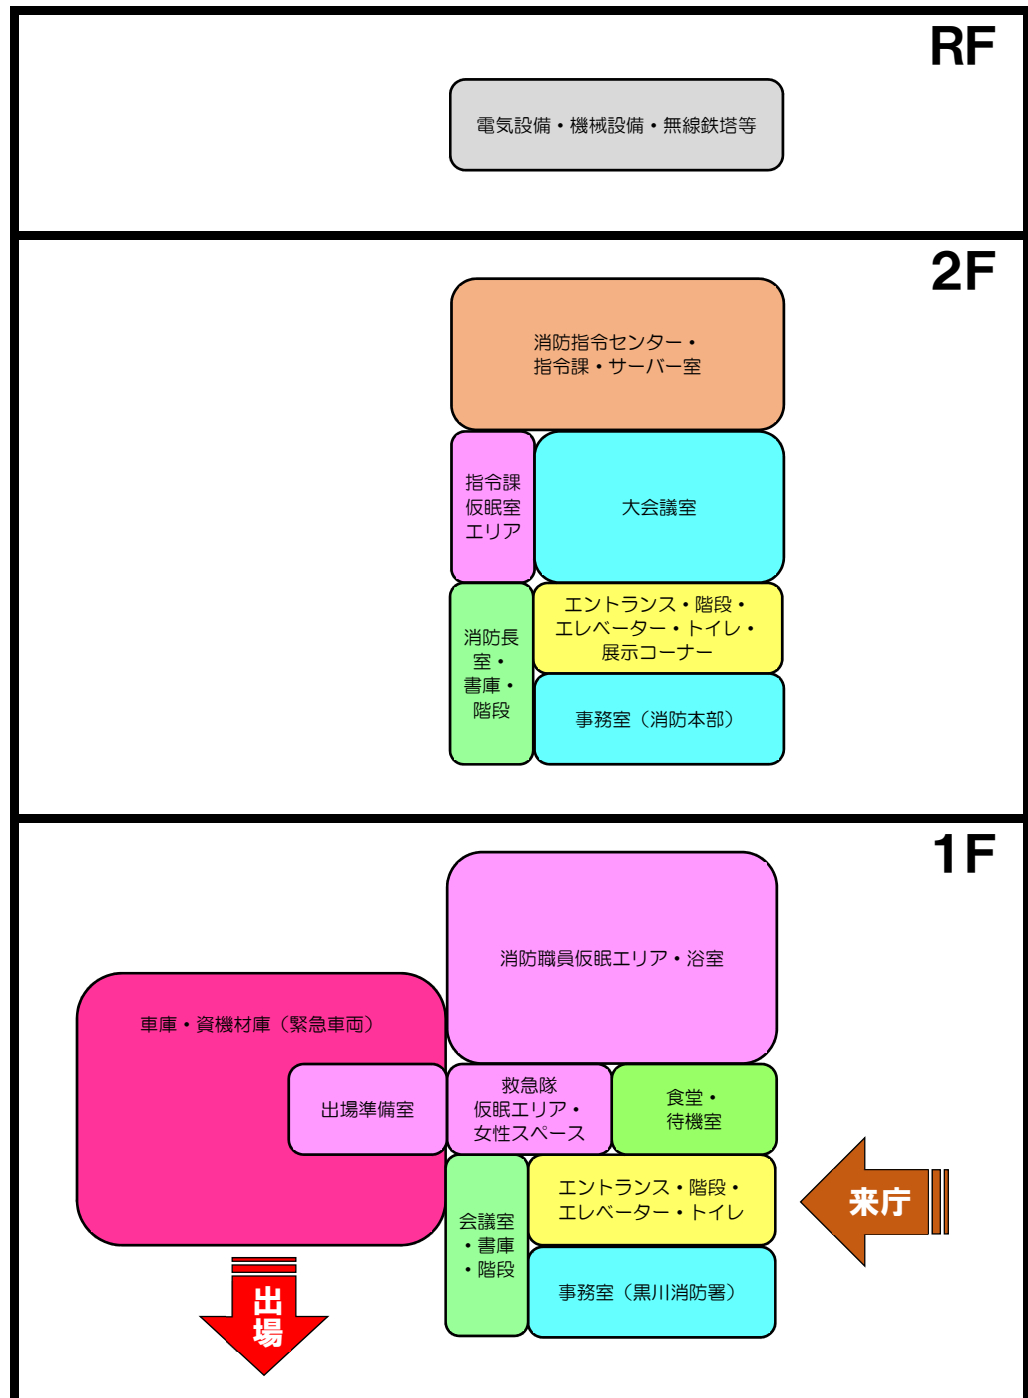 RF
電気設備・機械設備・無線鉄塔等
2F
消防指令センター・
指令課・サーバー室
指令課
仮眠室
エリア
大会議室
消防長
室・
書庫・
階段
エントランス・階段・
エレベーター・トイレ・
展示コーナー
事務室（消防本部）
1F
消防職員仮眠エリア・浴室
車庫・資機材庫（緊急車両）
出場準備室
救急隊
仮眠エリア・
女性スペース
食堂・
待機室
会議室
・書庫
・階段
エントランス・階段・
エレベーター・トイレ
来庁
事務室（黒川消防署）
出
場